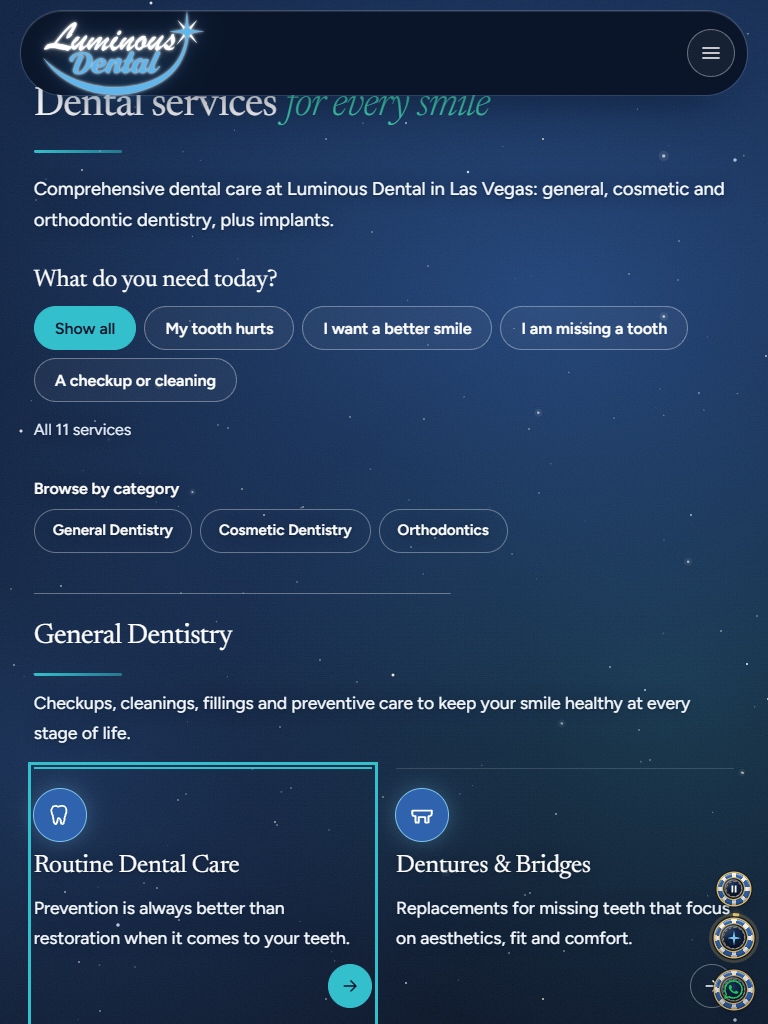 Luminous
Dental
Dental services for every smile
Comprehensive dental care at Luminous Dental in Las Vegas: general, cosmetic and
orthodontic dentistry, plus implants.
What do you need today?
Show all
My tooth hurts
I want a better smile
I am missing a tooth
A checkup or cleaning
All 11 services
Browse by category
General Dentistry
Cosmetic Dentistry
Orthodontics
General Dentistry
Checkups, cleanings, fillings and preventive care to keep your smile healthy at every
stage of life.
Routine Dental Care
Prevention is always better than
restoration when it comes to your teeth.
Dentures & Bridges
Replacements for missing teeth that focus
on aesthetics, fit and comfort.